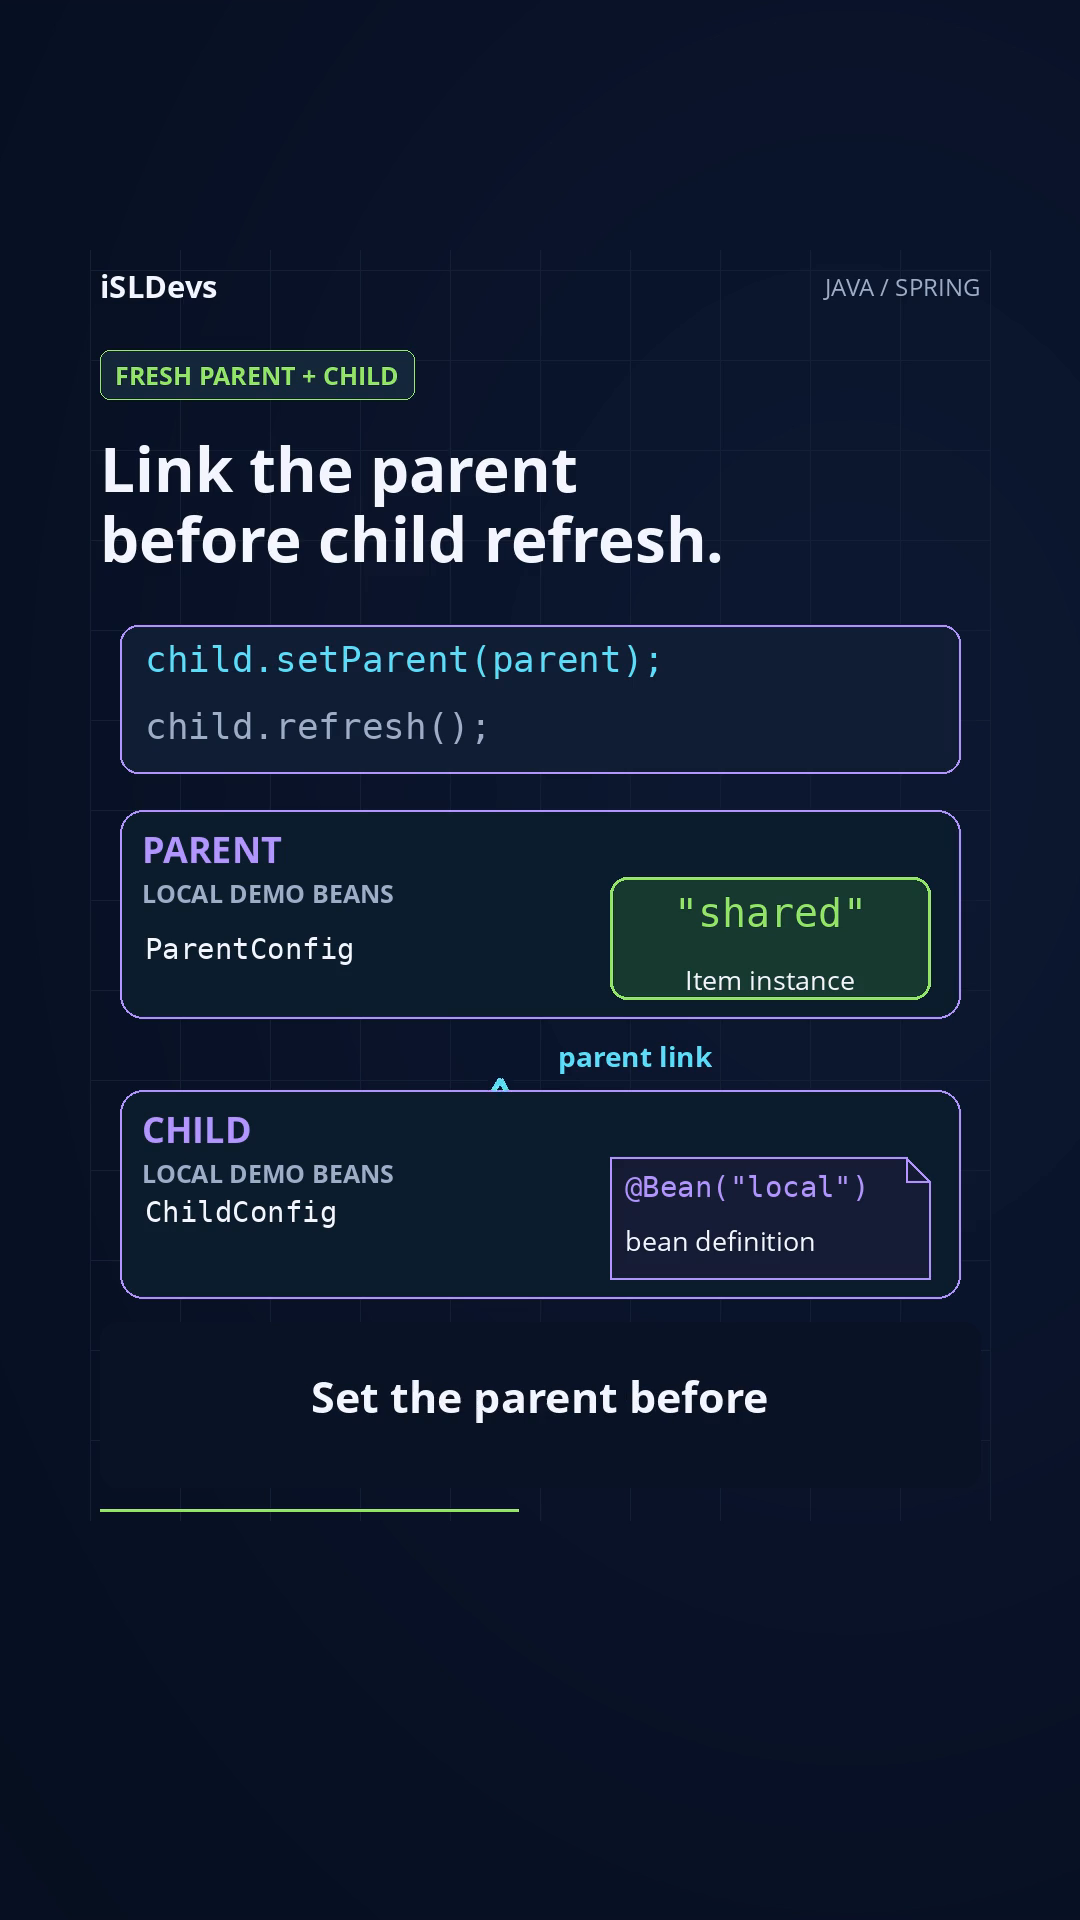 iSLDevs
JAVA / SPRING
FRESH PARENT + CHILD
Link the parent
before child refresh.
child.setParent(parent);
child.refresh();
PARENT
LOCAL DEMO BEANS
ParentConfig
"shared"
Item instance
parent link
CHILD
LOCAL DEMO BEANS
ChildConfig
@Bean("local")
bean definition
Set the parent before